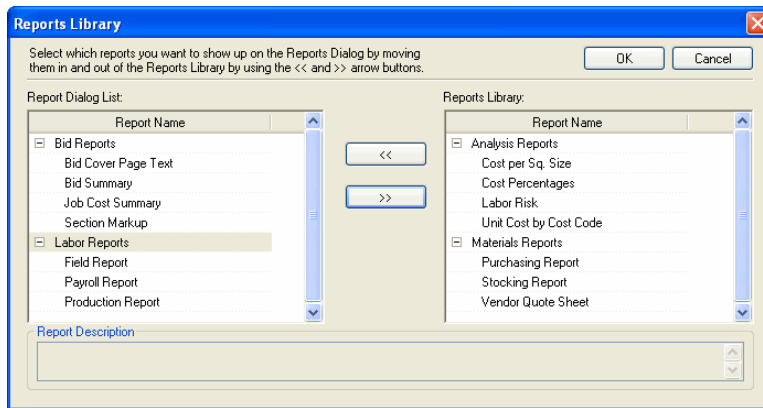 Reports Library
Select which reports you want to show up on the Reports Dialog by moving
them in and out of the Reports Library by using the << and >> arrow buttons.
OK
Cancel
Report Dialog List:
Report Name
Bid Reports
Bid Cover Page Text
Bid Summary
Job Cost Summary
Section Markup
Labor Reports
Field Report
Payroll Report
Production Report
<<
>>
Reports Library:
Report Name
Analysis Reports
Cost per Sq. Size
Cost Percentages
Labor Risk
Unit Cost by Cost Code
Materials Reports
Purchasing Report
Stocking Report
Vendor Quote Sheet
Report Description